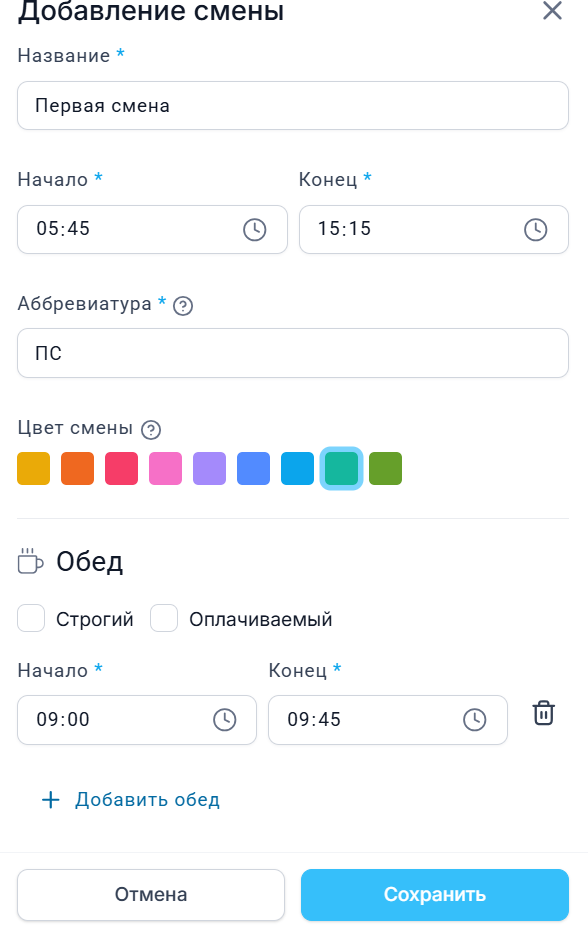 Добавление смены
Название *
Первая смена
Начало * Конец *
05:45 15:15
Аббревиатура * ?
ПС
Цвет смены ?
Обед
Строгий Оплачиваемый
Начало * Конец *
09:00 09:45
+ Добавить обед
Отмена Сохранить